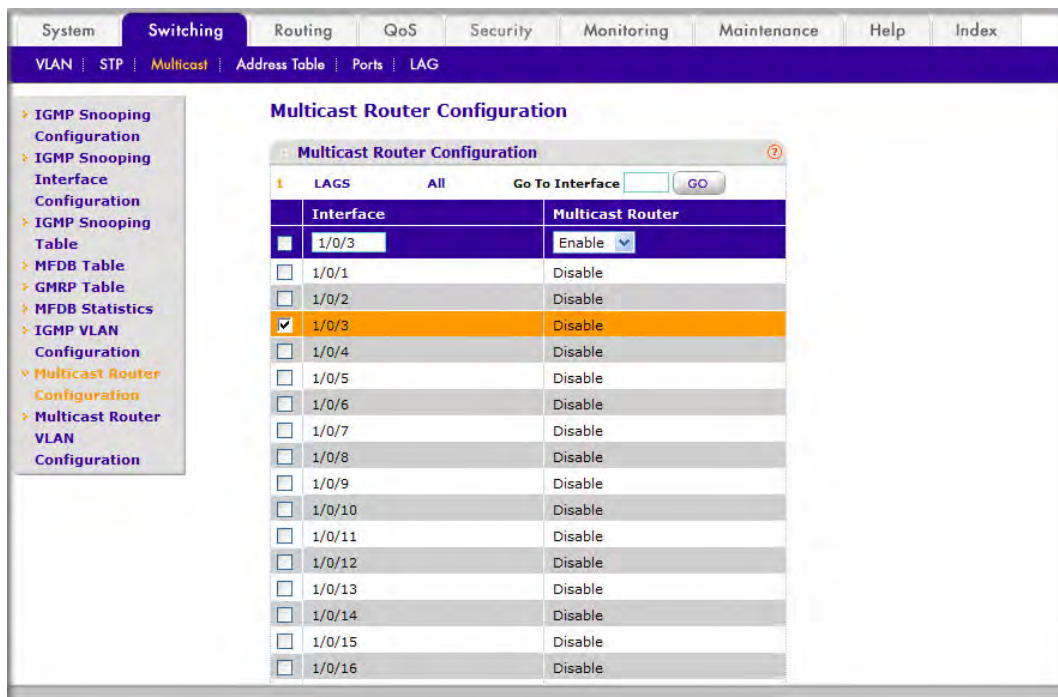 System Switching Routing QoS Security Monitoring Maintenance Help Index
VLAN STP Multicast Address Table Ports LAG
IGMP Snooping
Configuration
IGMP Snooping
Interface
Configuration
IGMP Snooping
Table
MFDB Table
GMRP Table
MFDB Statistics
IGMP VLAN
Configuration
Multicast Router
Configuration
Multicast Router
VLAN
Configuration
Multicast Router Configuration
Multicast Router Configuration ?
1 LAGS All Go To Interface GO
Interface Multicast Router
1/0/3 Enable
1/0/1 Disable
1/0/2 Disable
1/0/3 Disable
1/0/4 Disable
1/0/5 Disable
1/0/6 Disable
1/0/7 Disable
1/0/8 Disable
1/0/9 Disable
1/0/10 Disable
1/0/11 Disable
1/0/12 Disable
1/0/13 Disable
1/0/14 Disable
1/0/15 Disable
1/0/16 Disable